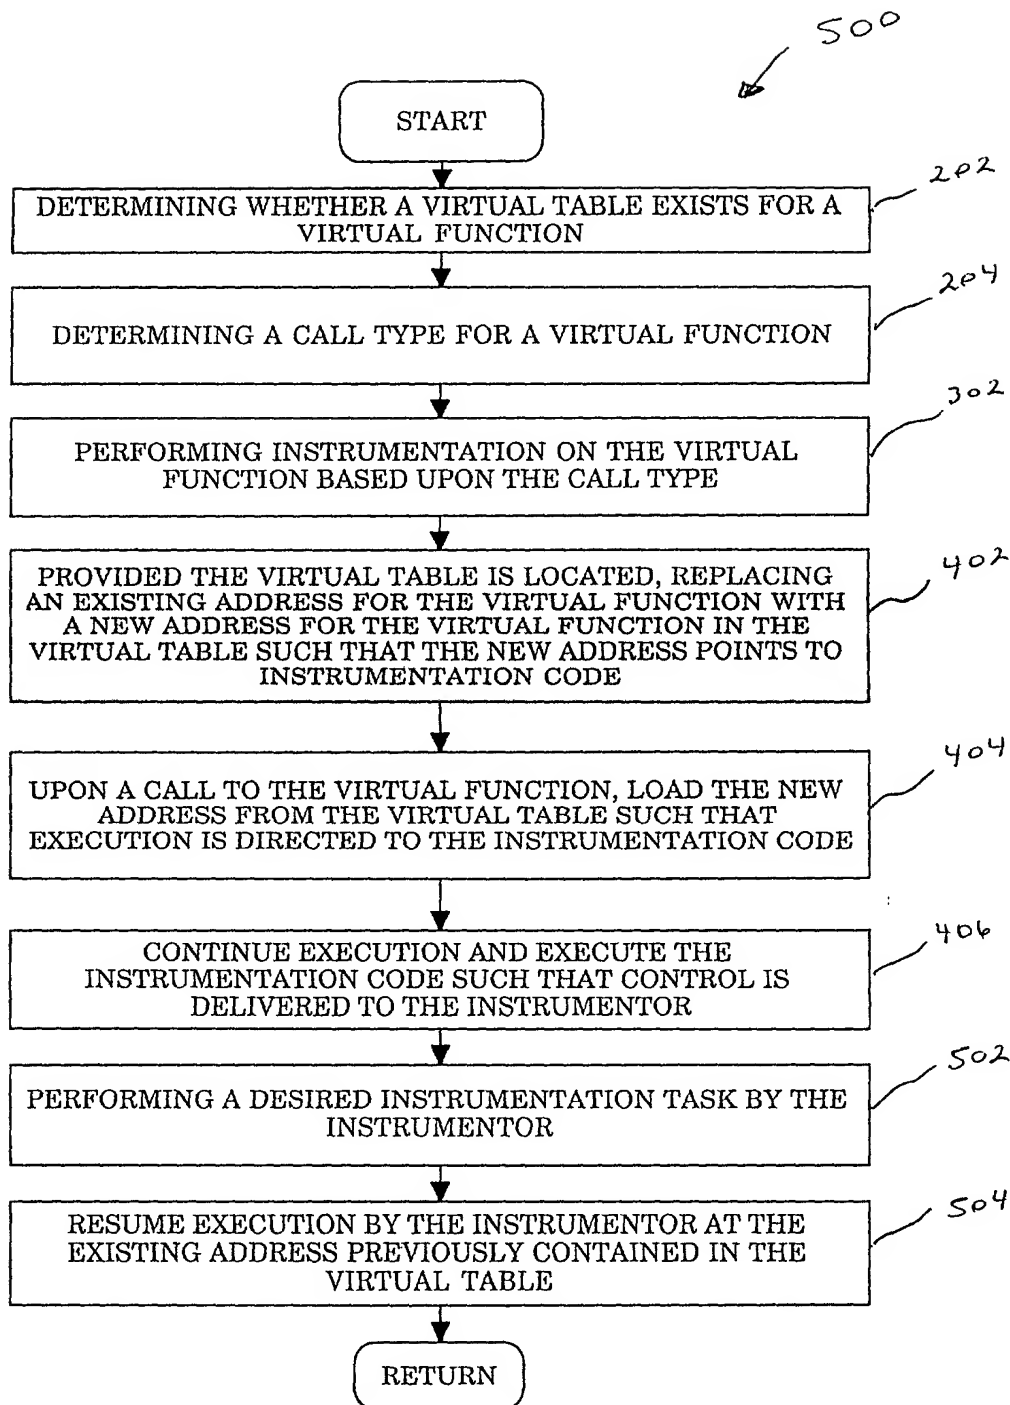 500
START
202
DETERMINING WHETHER A VIRTUAL TABLE EXISTS FOR A
VIRTUAL FUNCTION
204
DETERMINING A CALL TYPE FOR A VIRTUAL FUNCTION
302
PERFORMING INSTRUMENTATION ON THE VIRTUAL
FUNCTION BASED UPON THE CALL TYPE
402
PROVIDED THE VIRTUAL TABLE IS LOCATED, REPLACING
AN EXISTING ADDRESS FOR THE VIRTUAL FUNCTION WITH
A NEW ADDRESS FOR THE VIRTUAL FUNCTION IN THE
VIRTUAL TABLE SUCH THAT THE NEW ADDRESS POINTS TO
INSTRUMENTATION CODE
404
UPON A CALL TO THE VIRTUAL FUNCTION, LOAD THE NEW
ADDRESS FROM THE VIRTUAL TABLE SUCH THAT
EXECUTION IS DIRECTED TO THE INSTRUMENTATION CODE
406
CONTINUE EXECUTION AND EXECUTE THE
INSTRUMENTATION CODE SUCH THAT CONTROL IS
DELIVERED TO THE INSTRUMENTOR
502
PERFORMING A DESIRED INSTRUMENTATION TASK BY THE
INSTRUMENTOR
504
RESUME EXECUTION BY THE INSTRUMENTOR AT THE
EXISTING ADDRESS PREVIOUSLY CONTAINED IN THE
VIRTUAL TABLE
RETURN